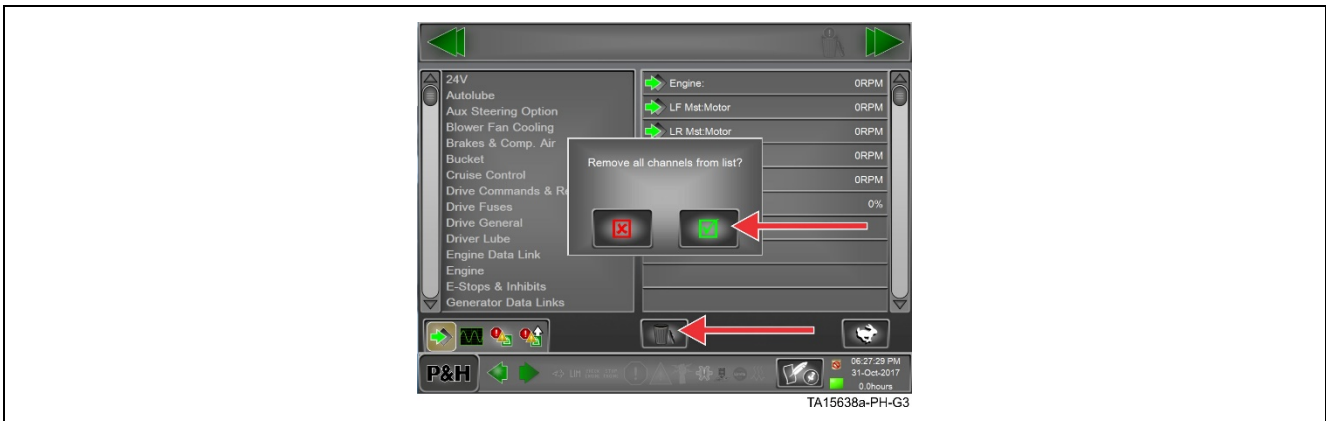 24V
Autolube
Aux Steering Option
Blower Fan Cooling
Brakes & Comp. Air
Bucket
Cruise Control
Drive Commands & Re
Drive Fuses
Drive General
Driver Lube
Engine Data Link
Engine
E-Stops & Inhibits
Generator Data Links
Engine: 0RPM
LF Mst:Motor 0RPM
LR Mst:Motor 0RPM
0RPM
0RPM
0%
Remove all channels from list?
P&H
LIM
06:27:29 PM
31-Oct-2017
0.0hours
TA15638a-PH-G3